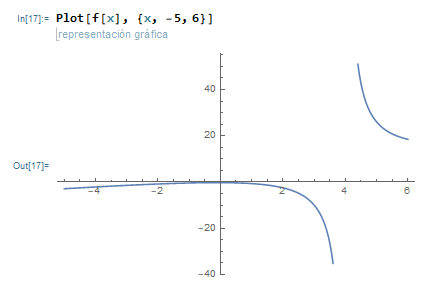 In[17]:= Plot[f[x], {x, -5, 6}]
representación gráfica
40
20
Out[17]=
-4 -2 2 4 6
-20
-40